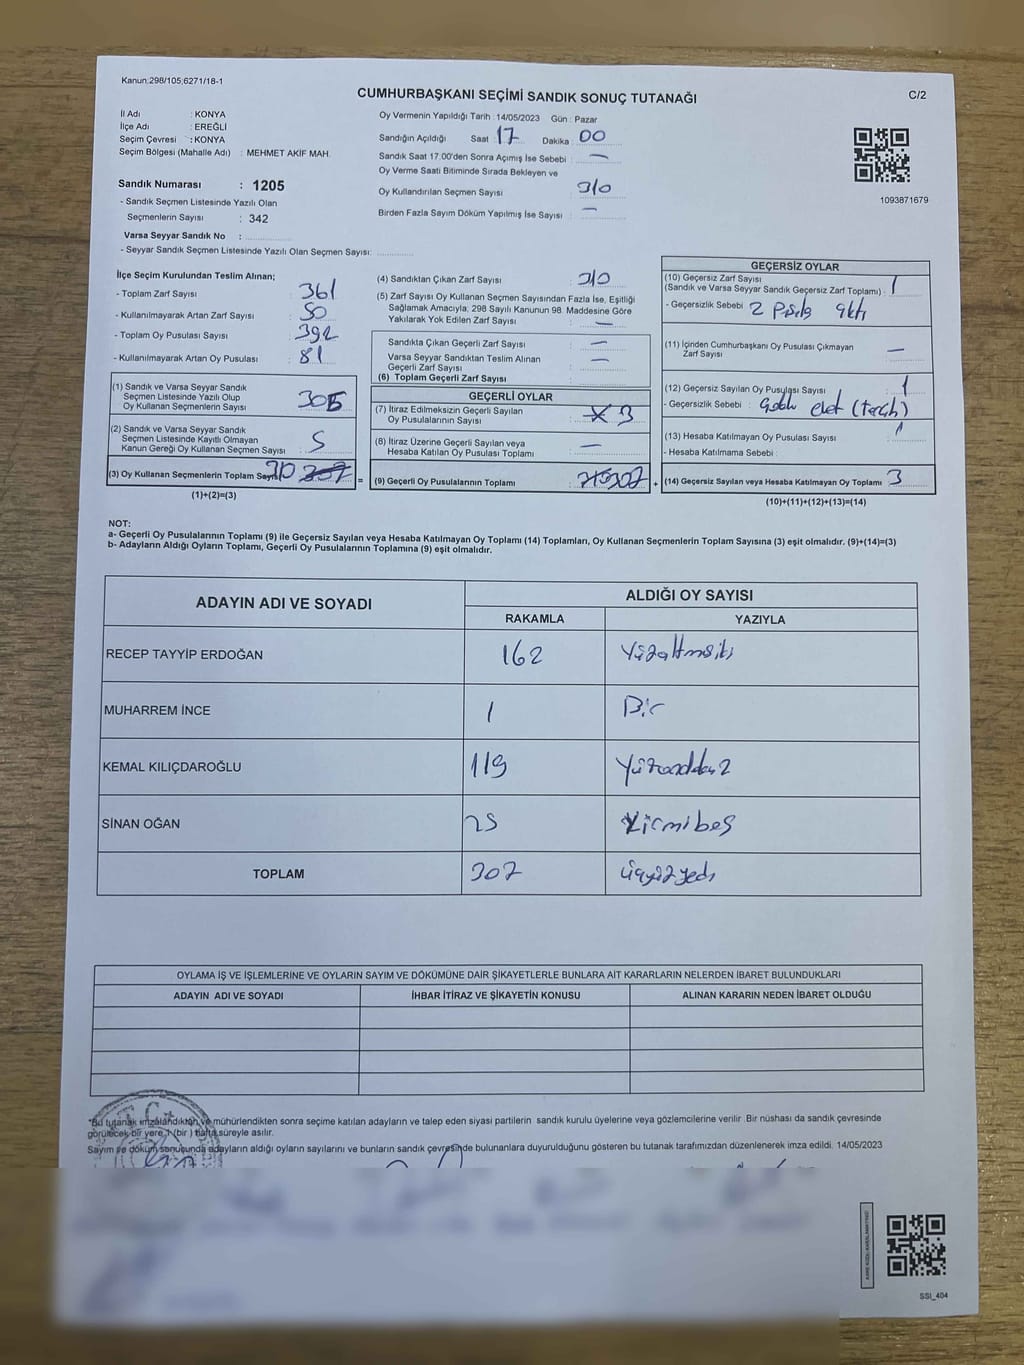 Kanun:298/105;6271/18-1
CUMHURBAŞKANI SEÇİMİ SANDIK SONUÇ TUTANAĞI
C/2
İl Adı : KONYA
İlçe Adı : EREĞLİ
Seçim Çevresi : KONYA
Seçim Bölgesi (Mahalle Adı) : MEHMET AKİF MAH.
Sandık Numarası : 1205
- Sandık Seçmen Listesinde Yazılı Olan
Seçmenlerin Sayısı : 342
Varsa Seyyar Sandık No :
- Seyyar Sandık Seçmen Listesinde Yazılı Olan Seçmen Sayısı:
Oy Vermenin Yapıldığı Tarih : 14/05/2023 Gün : Pazar
Sandığın Açıldığı Saat : 17 Dakika : 00
Sandık Saat 17.00'den Sonra Açımış İse Sebebi : —
Oy Verme Saati Bitiminde Sırada Bekleyen ve
Oy Kullandırılan Seçmen Sayısı : 310
Birden Fazla Sayım Döküm Yapılmış İse Sayısı : —
1093871679
İlçe Seçim Kurulundan Teslim Alınan;
- Toplam Zarf Sayısı : 361
- Kullanılmayarak Artan Zarf Sayısı : 50
- Toplam Oy Pusulası Sayısı : 392
- Kullanılmayarak Artan Oy Pusulası : 81
(1) Sandık ve Varsa Seyyar Sandık
Seçmen Listesinde Yazılı Olup
Oy Kullanan Seçmenlerin Sayısı : 305
(2) Sandık ve Varsa Seyyar Sandık
Seçmen Listesinde Kayıtlı Olmayan
Kanun Gereği Oy Kullanan Seçmen Sayısı : 5
(3) Oy Kullanan Seçmenlerin Toplam Sayısı 310
(1)+(2)=(3)
(4) Sandıktan Çıkan Zarf Sayısı : 310
(5) Zarf Sayısı Oy Kullanan Seçmen Sayısından Fazla İse, Eşitliği
Sağlamak Amacıyla, 298 Sayılı Kanunun 98. Maddesine Göre
Yakılarak Yok Edilen Zarf Sayısı : —
Sandıkta Çıkan Geçerli Zarf Sayısı : —
Varsa Seyyar Sandıktan Teslim Alınan
Geçerli Zarf Sayısı : —
(6) Toplam Geçerli Zarf Sayısı :
GEÇERLİ OYLAR
(7) İtiraz Edilmeksizin Geçerli Sayılan
Oy Pusulalarının Sayısı : 3
(8) İtiraz Üzerine Geçerli Sayılan veya
Hesaba Katılan Oy Pusulası Toplamı : —
(9) Geçerli Oy Pusulalarının Toplamı : 307
GEÇERSİZ OYLAR
(10) Geçersiz Zarf Sayısı
(Sandık ve Varsa Seyyar Sandık Geçersiz Zarf Toplamı) : 1
- Geçersizlik Sebebi : 2 Pusula çıktı
(11) İçinden Cumhurbaşkanı Oy Pusulası Çıkmayan
Zarf Sayısı : —
(12) Geçersiz Sayılan Oy Pusulası Sayısı : 1
- Geçersizlik Sebebi : (tercih)
(13) Hesaba Katılmayan Oy Pusulası Sayısı : 1
- Hesaba Katılmama Sebebi :
(14) Geçersiz Sayılan veya Hesaba Katılmayan Oy Toplamı : 3
(10)+(11)+(12)+(13)=(14)
NOT:
a- Geçerli Oy Pusulalarının Toplamı (9) ile Geçersiz Sayılan veya Hesaba Katılmayan Oy Toplamı (14) Toplamları, Oy Kullanan Seçmenlerin Toplam Sayısına (3) eşit olmalıdır. (9)+(14)=(3)
b- Adayların Aldığı Oyların Toplamı, Geçerli Oy Pusulalarının Toplamına (9) eşit olmalıdır.
ADAYIN ADI VE SOYADI
ALDIĞI OY SAYISI
RAKAMLA YAZIYLA
RECEP TAYYİP ERDOĞAN 162 Yüzaltmışiki
MUHARREM İNCE 1 Bir
KEMAL KILIÇDAROĞLU 119 Yüzondokuz
SİNAN OĞAN 25 Yirmibeş
TOPLAM 307 üçyüzyedi
OYLAMA İŞ VE İŞLEMLERİNE VE OYLARIN SAYIM VE DÖKÜMÜNE DAİR ŞİKAYETLERLE BUNLARA AİT KARARLARIN NELERDEN İBARET BULUNDUKLARI
ADAYIN ADI VE SOYADI İHBAR İTİRAZ VE ŞİKAYETİN KONUSU ALINAN KARARIN NEDEN İBARET OLDUĞU
"Bu tutanak imzalandıktan ve mühürlendikten sonra seçime katılan adayların ve talep eden siyasi partilerin sandık kurulu üyelerine veya gözlemcilerine verilir. Bir nüshası da sandık çevresinde
görülecek bir yere 7 (bir) hafta süreyle asılır.
Sayım ve döküm sonucunda adayların aldığı oyların sayılarını ve bunların sandık çevresinde bulunanlara duyurulduğunu gösteren bu tutanak tarafımızdan düzenlenerek imza edildi. 14/05/2023
SSI_404